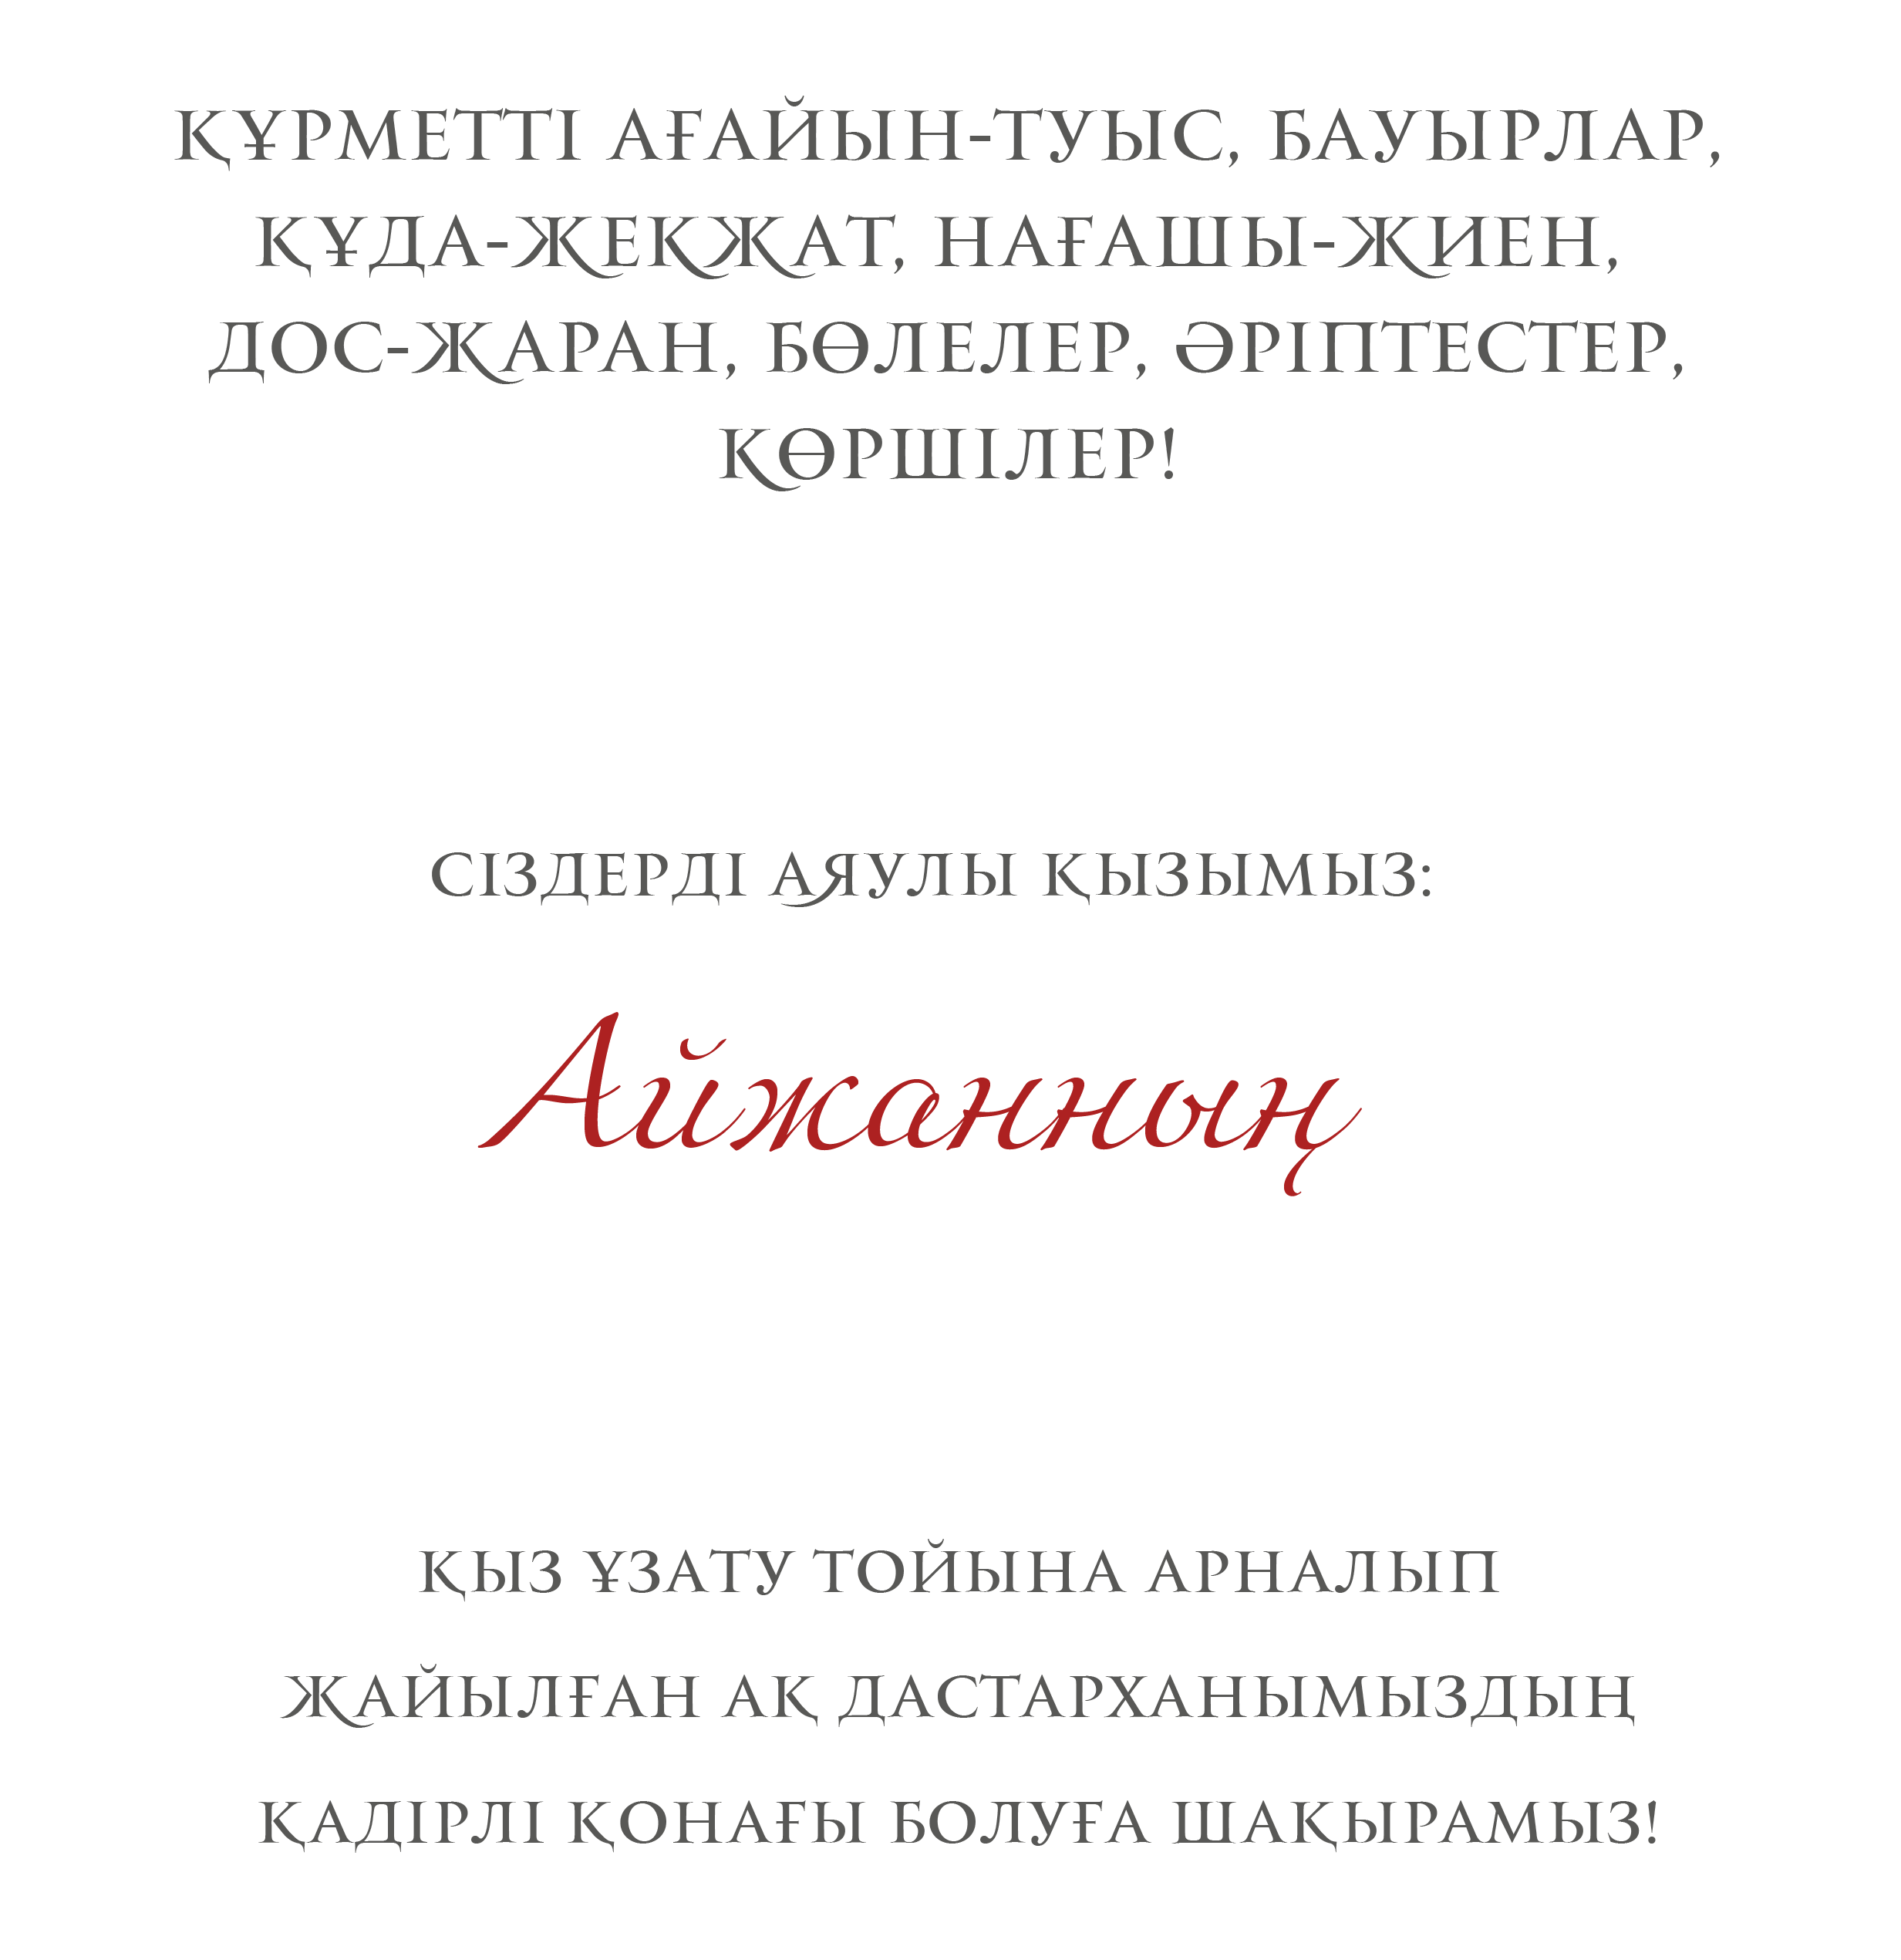 ҚҰРМЕТТІ АҒАЙЫН-ТУЫС, БАУЫРЛАР,
ҚҰДА-ЖЕКЖАТ, НАҒАШЫ-ЖИЕН,
ДОС-ЖАРАН, БӨЛЕЛЕР, ӘРІПТЕСТЕР,
КӨРШІЛЕР!
СІЗДЕРДІ АЯУЛЫ ҚЫЗЫМЫЗ:
Айжанның
ҚЫЗ ҰЗАТУ ТОЙЫНА АРНАЛЫП
ЖАЙЫЛҒАН АҚ ДАСТАРХАНЫМЫЗДЫҢ
ҚАДІРЛІ ҚОНАҒЫ БОЛУҒА ШАҚЫРАМЫЗ!